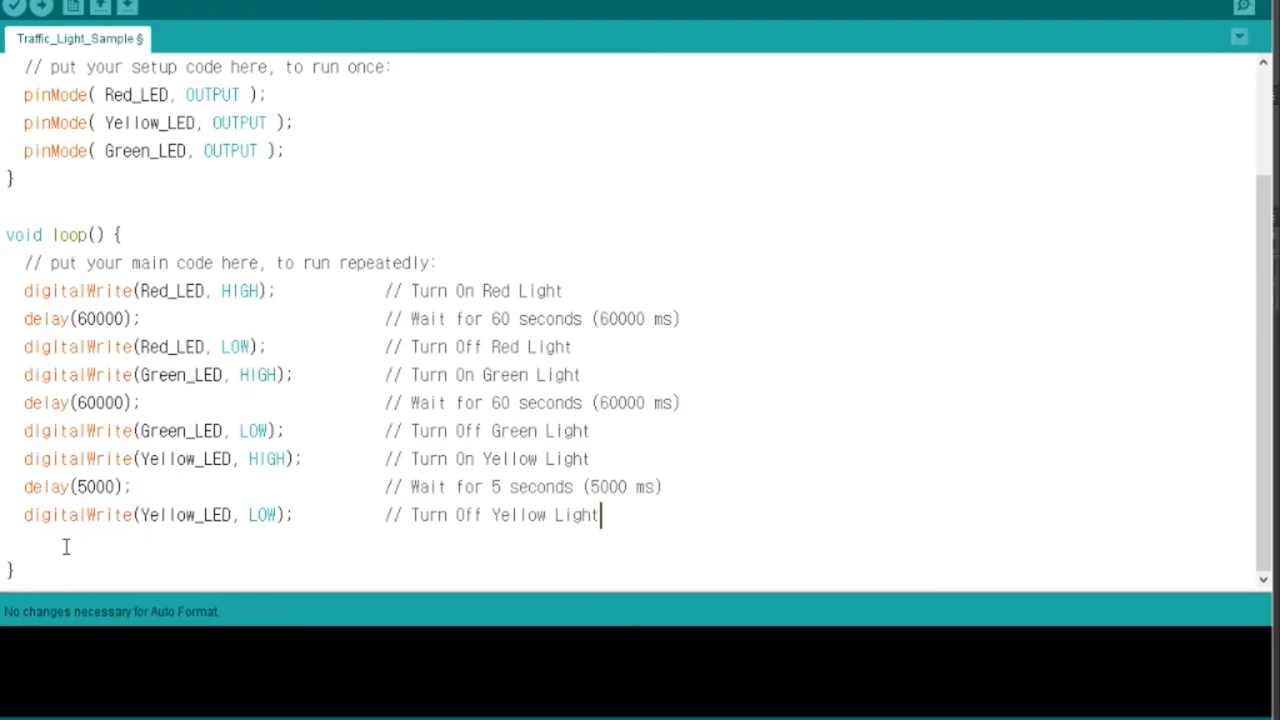 Traffic_Light_Sample §
// put your setup code here, to run once:
pinMode( Red_LED, OUTPUT );
pinMode( Yellow_LED, OUTPUT );
pinMode( Green_LED, OUTPUT );
}
void loop() {
// put your main code here, to run repeatedly:
digitalWrite(Red_LED, HIGH); // Turn On Red Light
delay(60000); // Wait for 60 seconds (60000 ms)
digitalWrite(Red_LED, LOW); // Turn Off Red Light
digitalWrite(Green_LED, HIGH); // Turn On Green Light
delay(60000); // Wait for 60 seconds (60000 ms)
digitalWrite(Green_LED, LOW); // Turn Off Green Light
digitalWrite(Yellow_LED, HIGH); // Turn On Yellow Light
delay(5000); // Wait for 5 seconds (5000 ms)
digitalWrite(Yellow_LED, LOW); // Turn Off Yellow Light
}
No changes necessary for Auto Format.